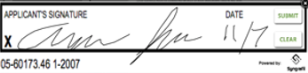 APPLICANT'S SIGNATURE DATE SUBMIT
X 11/7 CLEAR
05-60173.46 1-2007 Powered by: